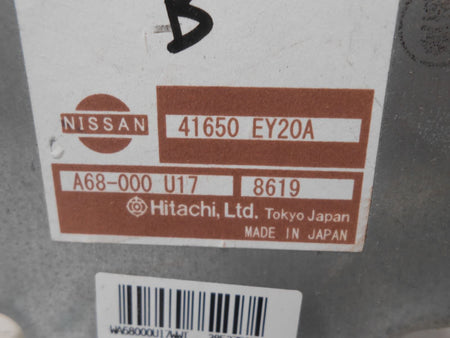 B
NISSAN
41650 EY20A
A68-000 U17
8619
Hitachi, Ltd. Tokyo Japan
MADE IN JAPAN